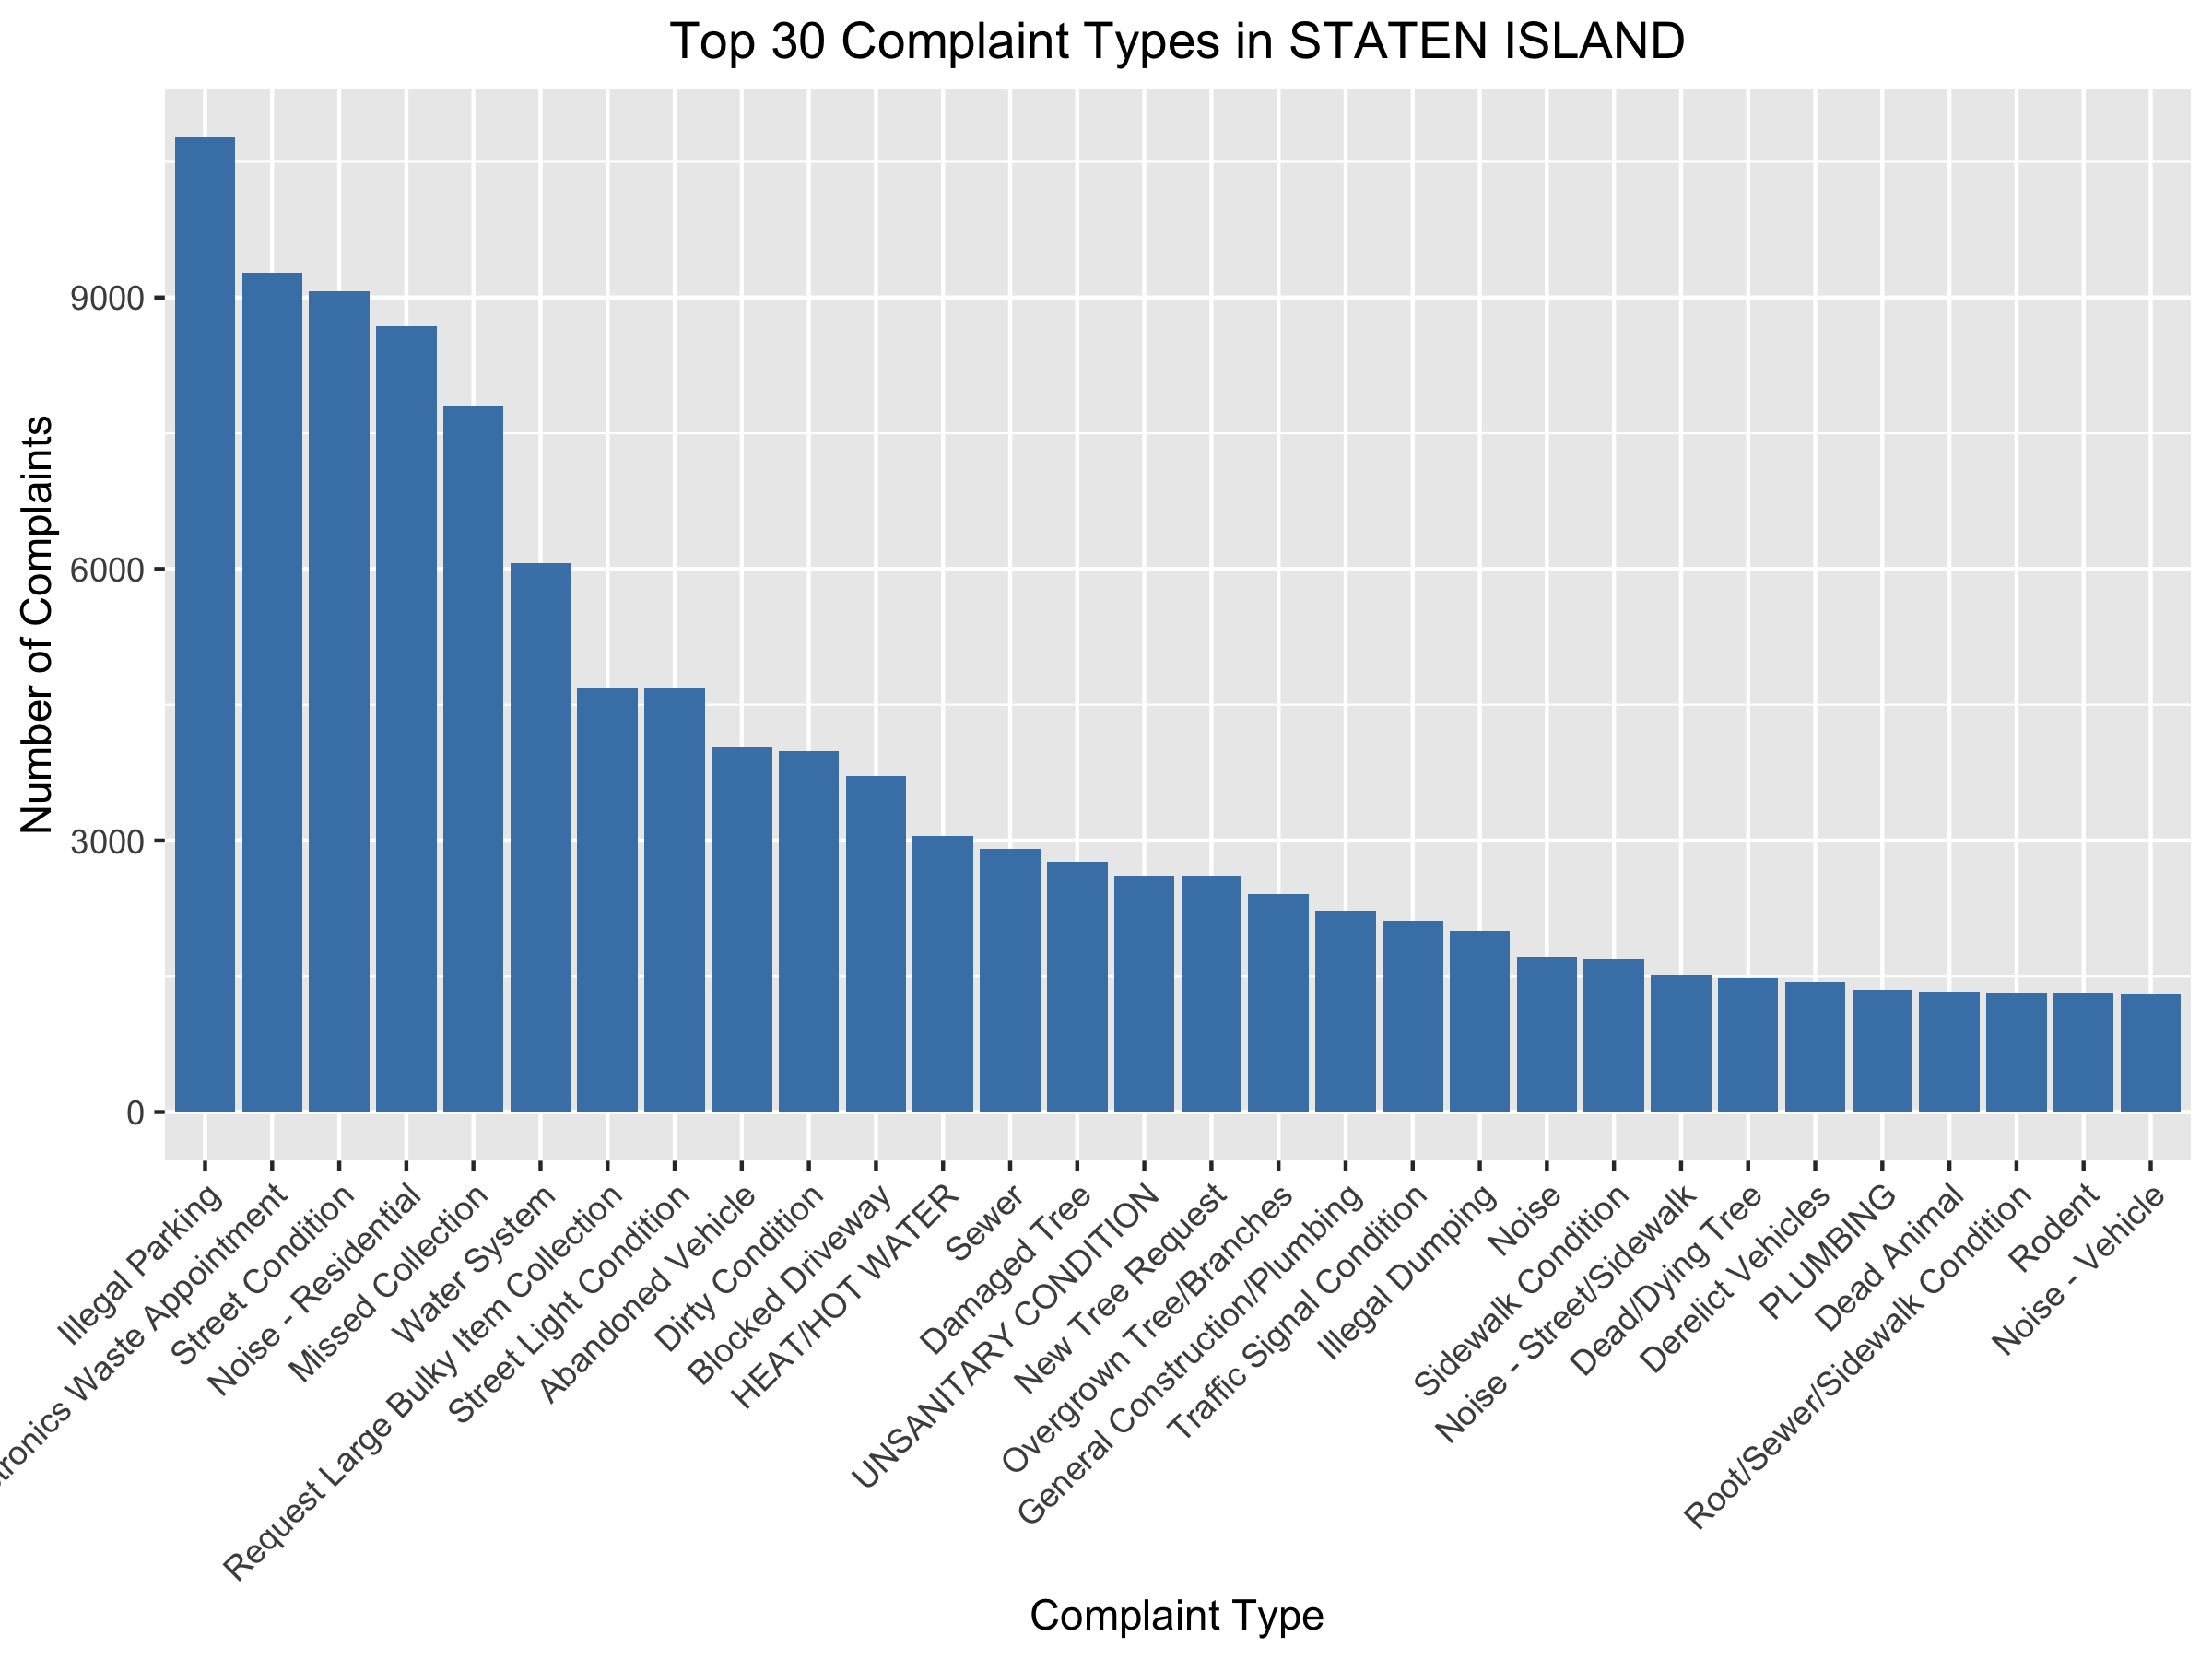 Top 30 Complaint Types in STATEN ISLAND
Number of Complaints
9000
6000
3000
0
Illegal Parking
Waste Appointment
Street Condition
Noise - Residential
Missed Collection
Water System
Request Large Bulky Item Collection
Street Light Condition
Abandoned Vehicle
Dirty Condition
Blocked Driveway
HEAT/HOT WATER
Sewer
Damaged Tree
UNSANITARY CONDITION
New Tree Request
Overgrown Tree/Branches
General Construction/Plumbing
Traffic Signal Condition
Illegal Dumping
Noise
Sidewalk Condition
Noise - Street/Sidewalk
Dead/Dying Tree
Derelict Vehicles
PLUMBING
Dead Animal
Root/Sewer/Sidewalk Condition
Rodent
Noise - Vehicle
Complaint Type